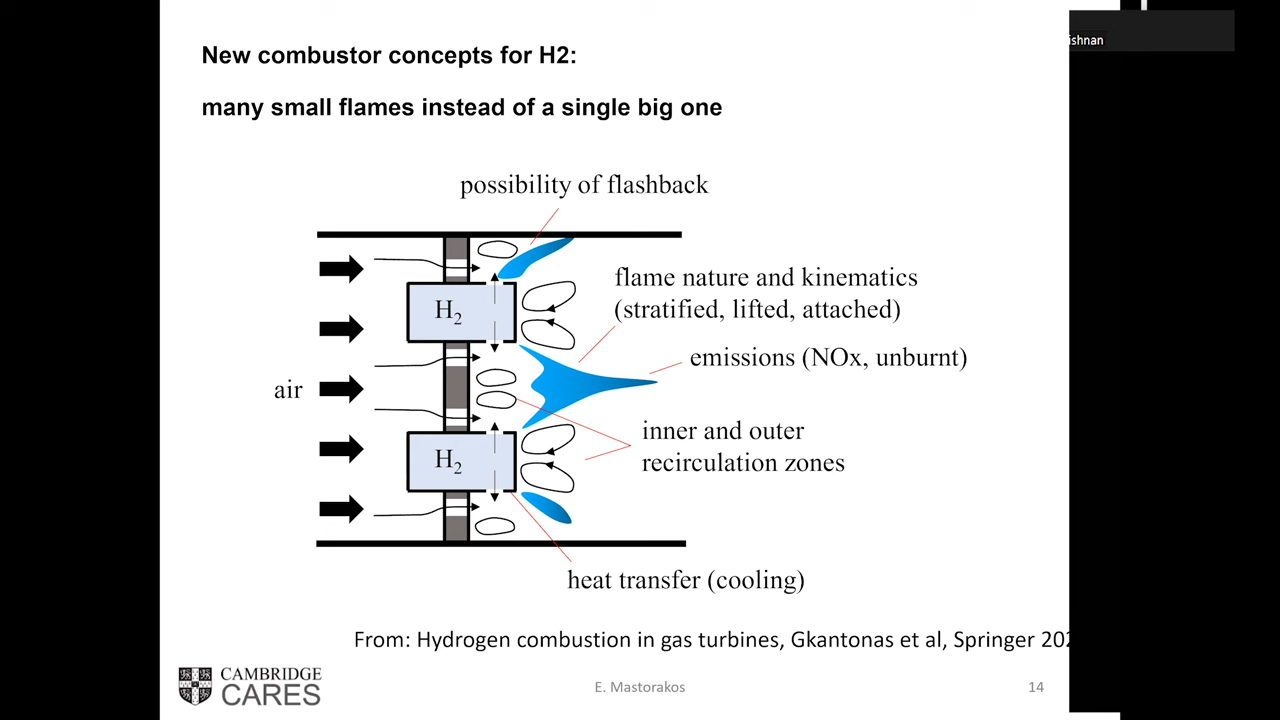 ishnan
New combustor concepts for H2:
many small flames instead of a single big one
possibility of flashback
flame nature and kinematics
(stratified, lifted, attached)
H2
emissions (NOx, unburnt)
air
inner and outer
recirculation zones
H2
heat transfer (cooling)
From: Hydrogen combustion in gas turbines, Gkantonas et al, Springer
CAMBRIDGE
CARES
E. Mastorakos
14